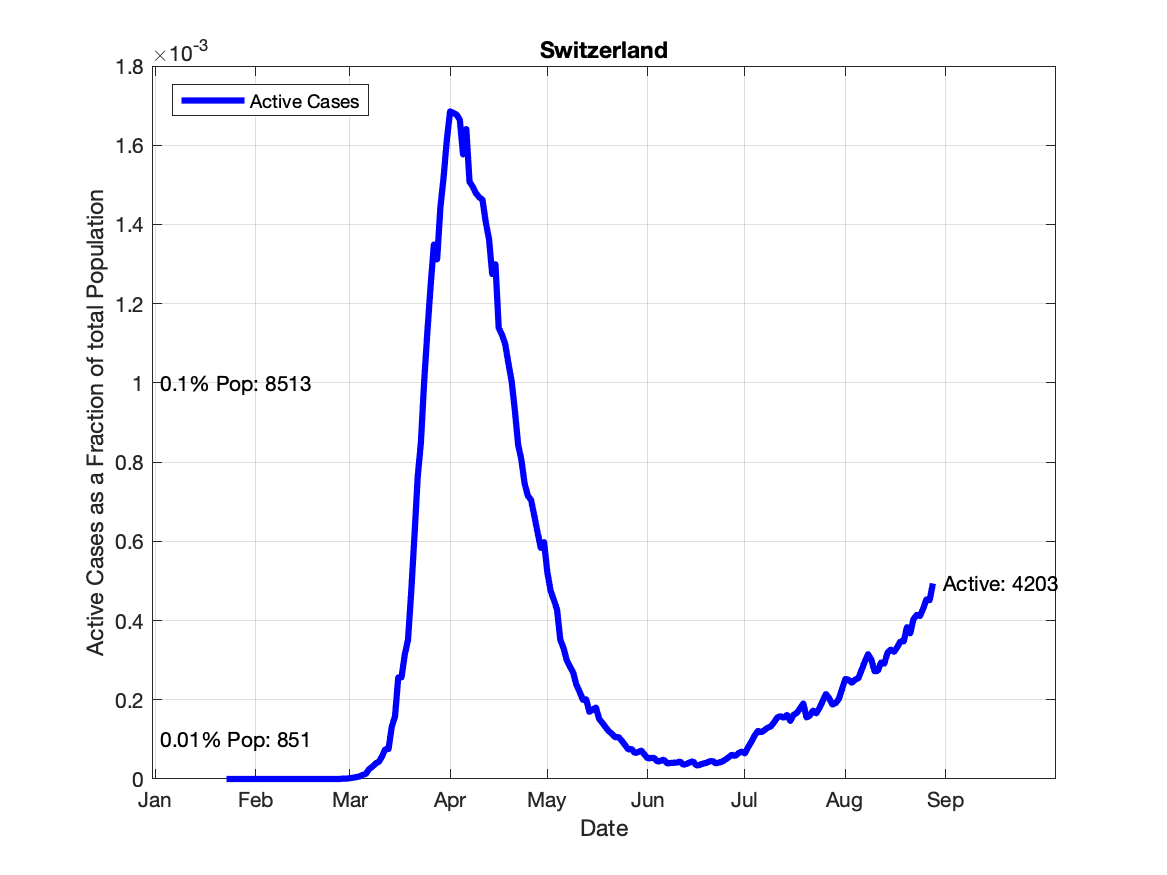 Switzerland
×10-3
1.8
1.6
1.4
1.2
1
0.8
0.6
0.4
0.2
0
Active Cases as a Fraction of total Population
Active Cases
0.1% Pop: 8513
Active: 4203
0.01% Pop: 851
Jan Feb Mar Apr May Jun Jul Aug Sep
Date